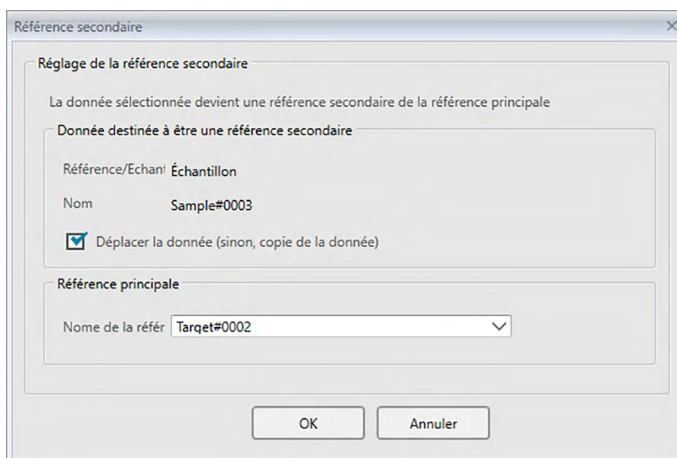 Référence secondaire
Réglage de la référence secondaire
La donnée sélectionnée devient une référence secondaire de la référence principale
Donnée destinée à être une référence secondaire
Référence/Echant Échantillon
Nom Sample#0003
Déplacer la donnée (sinon, copie de la donnée)
Référence principale
Nome de la référ Target#0002
OK Annuler